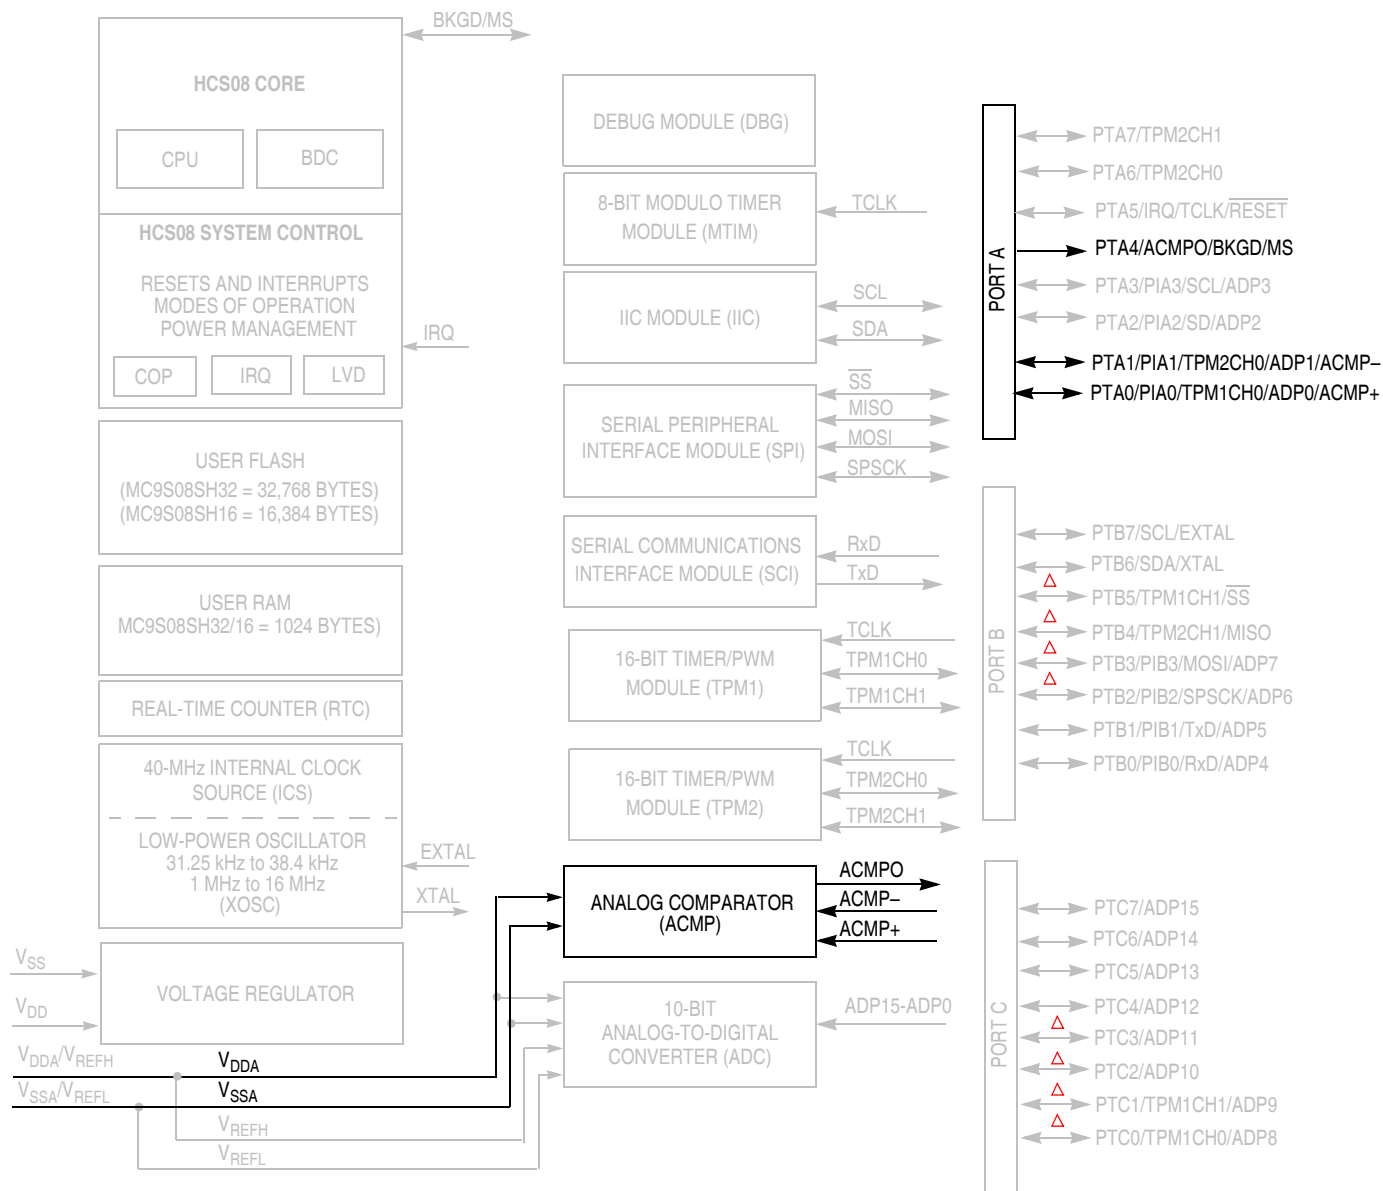 BKGD/MS
HCS08 CORE
CPU
BDC
HCS08 SYSTEM CONTROL
RESETS AND INTERRUPTS
MODES OF OPERATION
POWER MANAGEMENT
COP
IRQ
LVD
IRQ
USER FLASH
(MC9S08SH32 = 32,768 BYTES)
(MC9S08SH16 = 16,384 BYTES)
USER RAM
MC9S08SH32/16 = 1024 BYTES)
REAL-TIME COUNTER (RTC)
40-MHz INTERNAL CLOCK
SOURCE (ICS)
LOW-POWER OSCILLATOR
31.25 kHz to 38.4 kHz
1 MHz to 16 MHz
(XOSC)
EXTAL
XTAL
VSS
VDD
VOLTAGE REGULATOR
VDDA/VREFH
VDDA
VSSA/VREFL
VSSA
VREFH
VREFL
DEBUG MODULE (DBG)
8-BIT MODULO TIMER
MODULE (MTIM)
TCLK
IIC MODULE (IIC)
SCL
SDA
SERIAL PERIPHERAL
INTERFACE MODULE (SPI)
SS
MISO
MOSI
SPSCK
SERIAL COMMUNICATIONS
INTERFACE MODULE (SCI)
RxD
TxD
16-BIT TIMER/PWM
MODULE (TPM1)
TCLK
TPM1CH0
TPM1CH1
16-BIT TIMER/PWM
MODULE (TPM2)
TCLK
TPM2CH0
TPM2CH1
ANALOG COMPARATOR
(ACMP)
ACMPO
ACMP–
ACMP+
10-BIT
ANALOG-TO-DIGITAL
CONVERTER (ADC)
ADP15-ADP0
PORT A
PTA7/TPM2CH1
PTA6/TPM2CH0
PTA5/IRQ/TCLK/RESET
PTA4/ACMPO/BKGD/MS
PTA3/PIA3/SCL/ADP3
PTA2/PIA2/SD/ADP2
PTA1/PIA1/TPM2CH0/ADP1/ACMP–
PTA0/PIA0/TPM1CH0/ADP0/ACMP+
PORT B
PTB7/SCL/EXTAL
PTB6/SDA/XTAL
PTB5/TPM1CH1/SS
PTB4/TPM2CH1/MISO
PTB3/PIB3/MOSI/ADP7
PTB2/PIB2/SPSCK/ADP6
PTB1/PIB1/TxD/ADP5
PTB0/PIB0/RxD/ADP4
PORT C
PTC7/ADP15
PTC6/ADP14
PTC5/ADP13
PTC4/ADP12
PTC3/ADP11
PTC2/ADP10
PTC1/TPM1CH1/ADP9
PTC0/TPM1CH0/ADP8